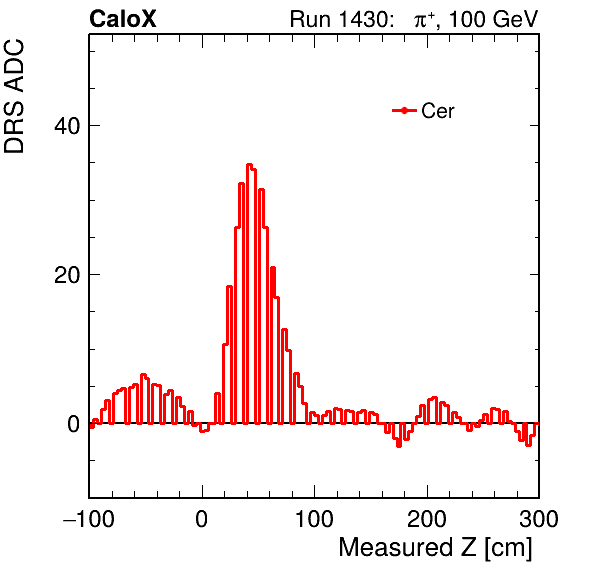 CaloX Run 1430: π⁺, 100 GeV
DRS ADC
Cer
40
20
0
−100 0 100 200 300
Measured Z [cm]